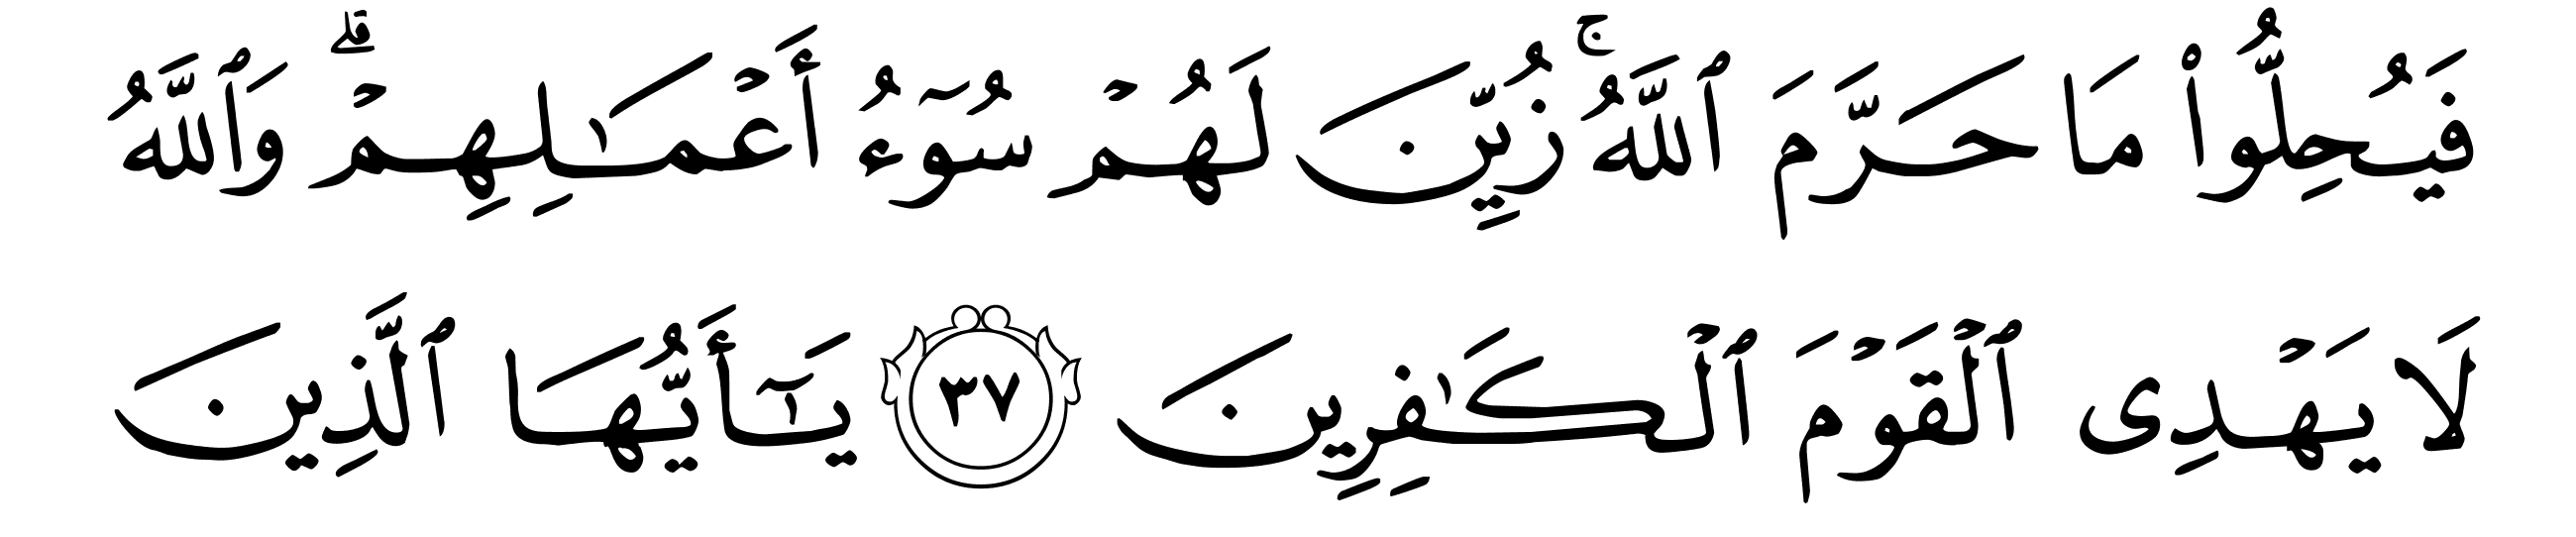 فَيُحِلُّوا۟ مَا حَرَّمَ ٱللَّهُ ۚ زُيِّنَ لَهُمْ سُوٓءُ أَعْمَـٰلِهِمْ ۗ وَٱللَّهُ
لَا يَهْدِى ٱلْقَوْمَ ٱلْكَـٰفِرِينَ ٣٧ يَـٰٓأَيُّهَا ٱلَّذِينَ